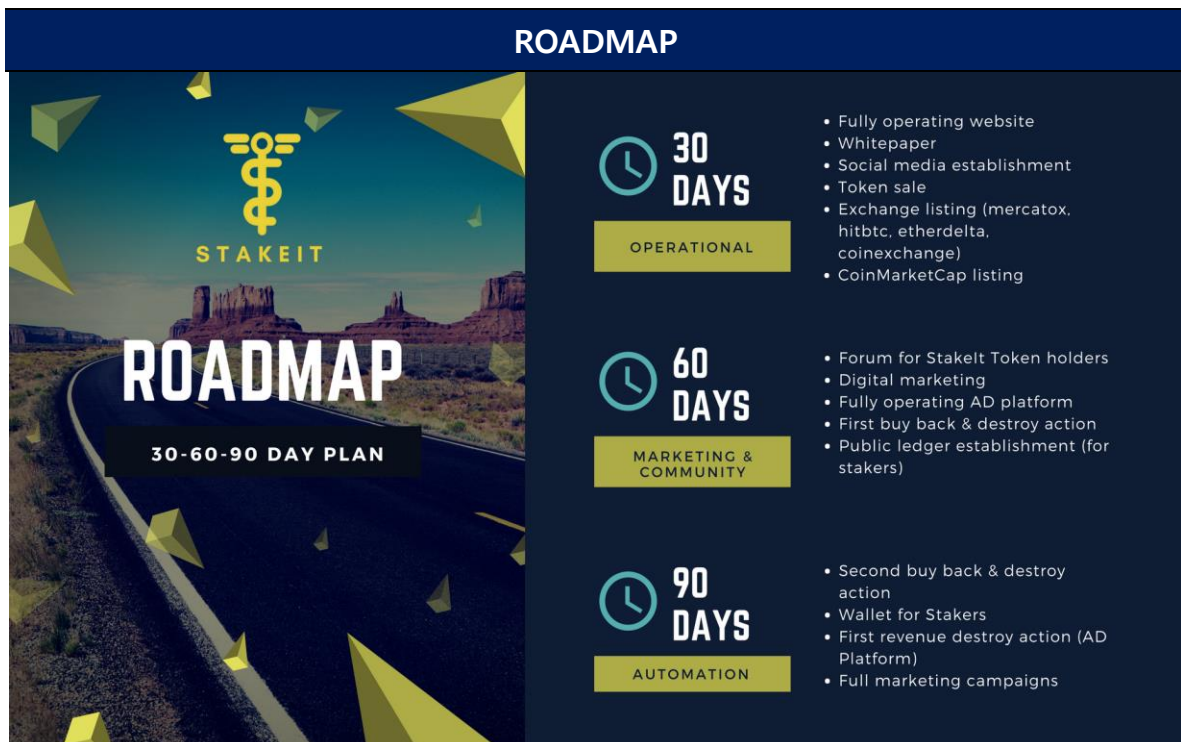 ROADMAP
STAKEIT
ROADMAP
30-60-90 DAY PLAN
30
DAYS
OPERATIONAL
• Fully operating website
• Whitepaper
• Social media establishment
• Token sale
• Exchange listing (mercatox,
hitbtc, etherdelta,
coinexchange)
• CoinMarketCap listing
60
DAYS
MARKETING &
COMMUNITY
• Forum for StakeIt Token holders
• Digital marketing
• Fully operating AD platform
• First buy back & destroy action
• Public ledger establishment (for
stakers)
90
DAYS
AUTOMATION
• Second buy back & destroy
action
• Wallet for Stakers
• First revenue destroy action (AD
Platform)
• Full marketing campaigns